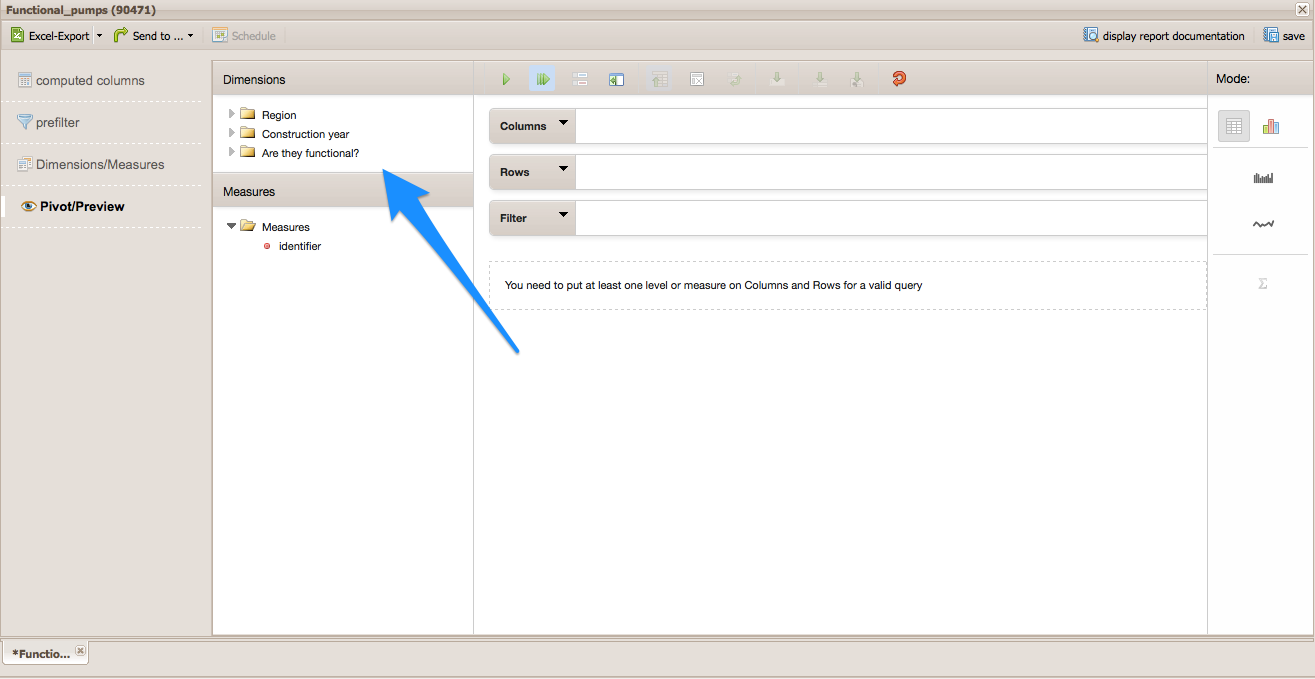 Functional_pumps (90471)
Excel-Export Send to ... Schedule display report documentation save
computed columns
prefilter
Dimensions/Measures
Pivot/Preview
Dimensions
Region
Construction year
Are they functional?
Measures
Measures
identifier
Columns
Rows
Filter
You need to put at least one level or measure on Columns and Rows for a valid query
Mode:
Σ
*Functio...